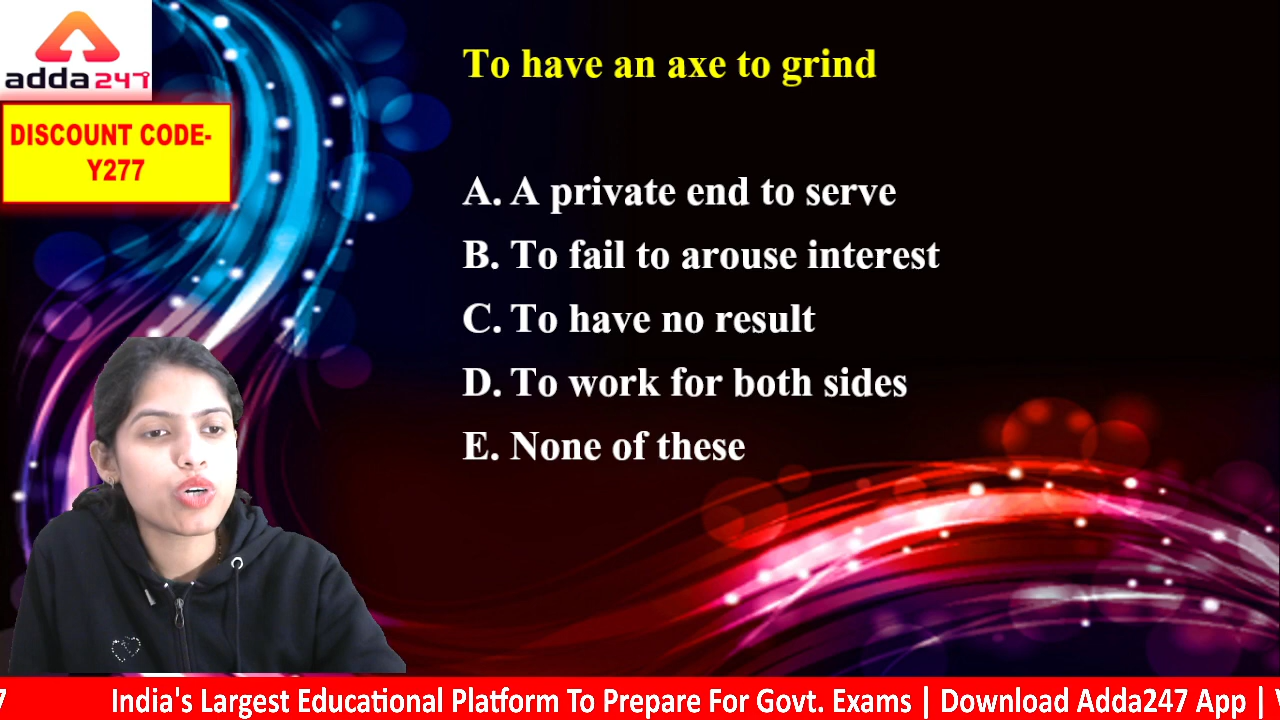 adda247
DISCOUNT CODE-
Y277
To have an axe to grind
A. A private end to serve
B. To fail to arouse interest
C. To have no result
D. To work for both sides
E. None of these
7 India's Largest Educational Platform To Prepare For Govt. Exams | Download Adda247 App |